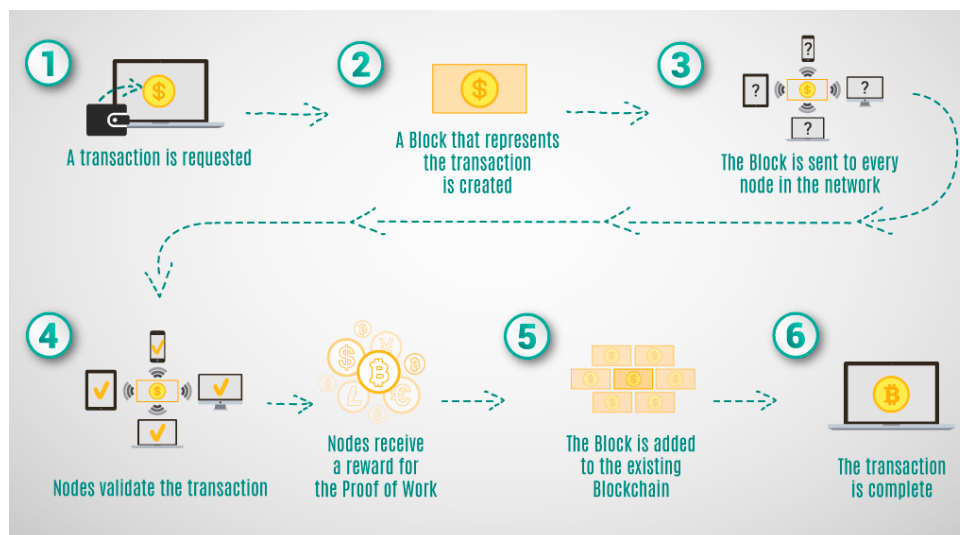 1
A transaction is requested
2
A Block that represents
the transaction
is created
3
The Block is sent to every
node in the network
4
Nodes validate the transaction
Nodes receive
a reward for
the Proof of Work
5
The Block is added
to the existing
Blockchain
6
The transaction
is complete